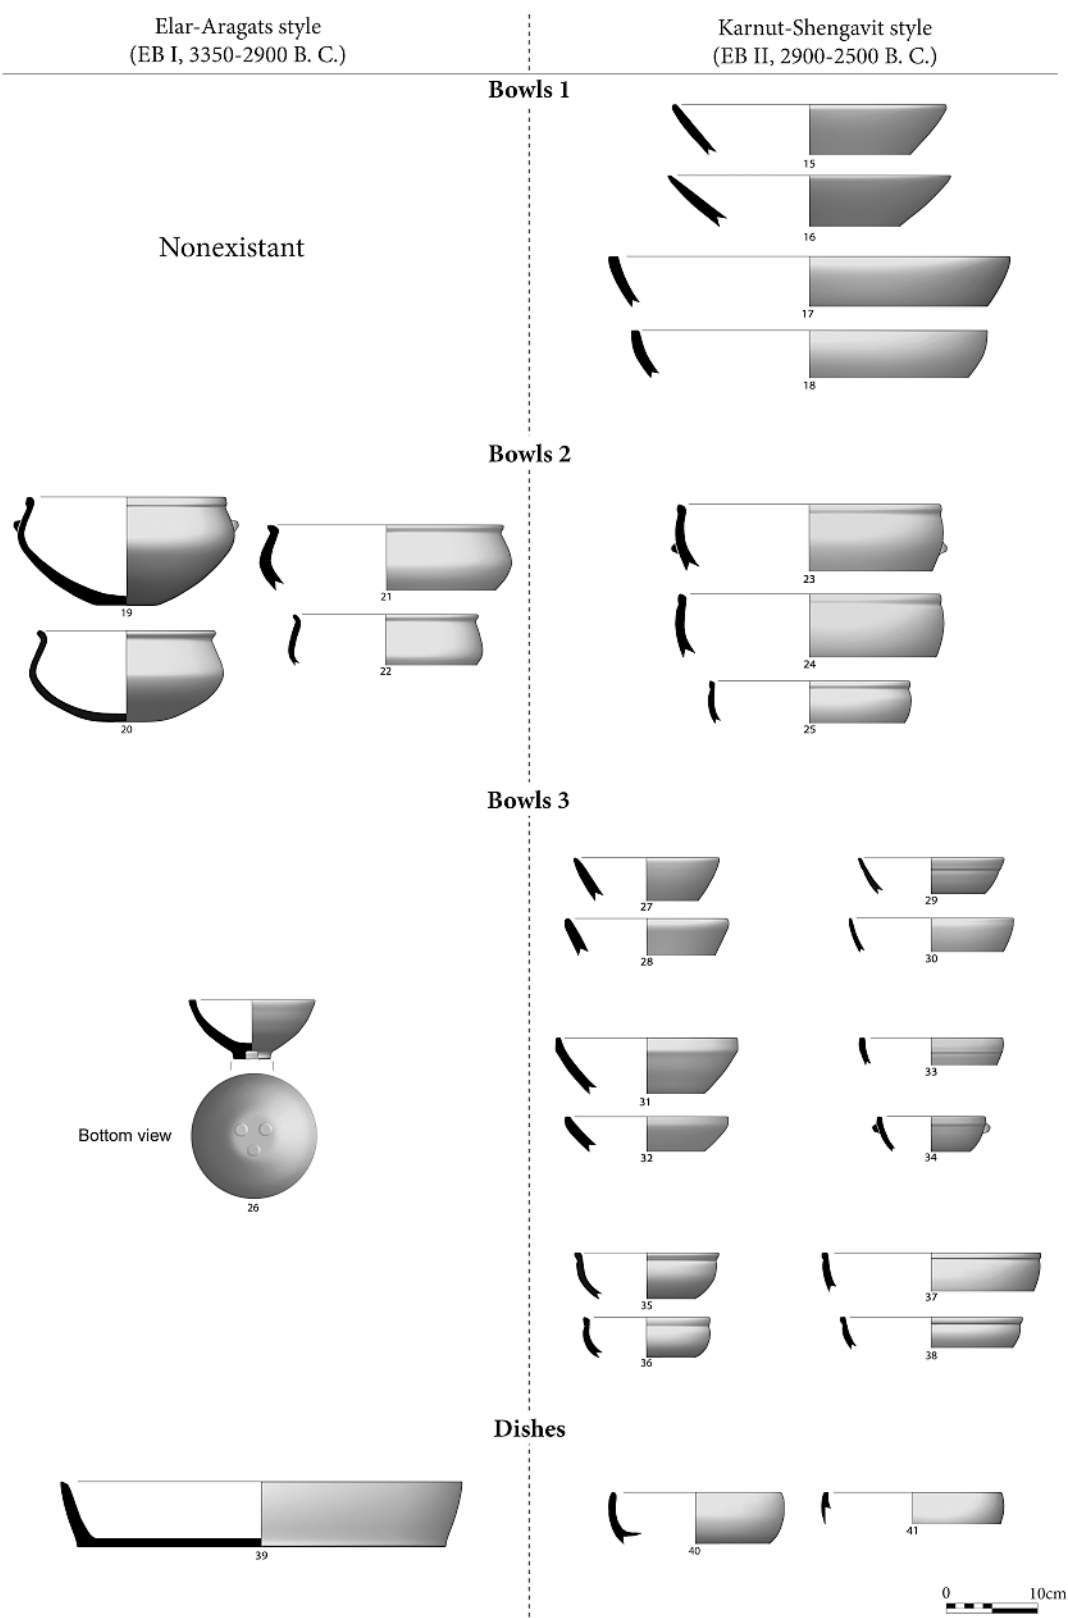 Elar-Aragats style
(EB I, 3350-2900 B. C.)
Karnut-Shengavit style
(EB II, 2900-2500 B. C.)
Bowls 1
Nonexistant
15
16
17
18
Bowls 2
19
20
21
22
23
24
25
Bowls 3
Bottom view
26
27
28
29
30
31
32
33
34
35
36
37
38
Dishes
39
40
41
0 10cm